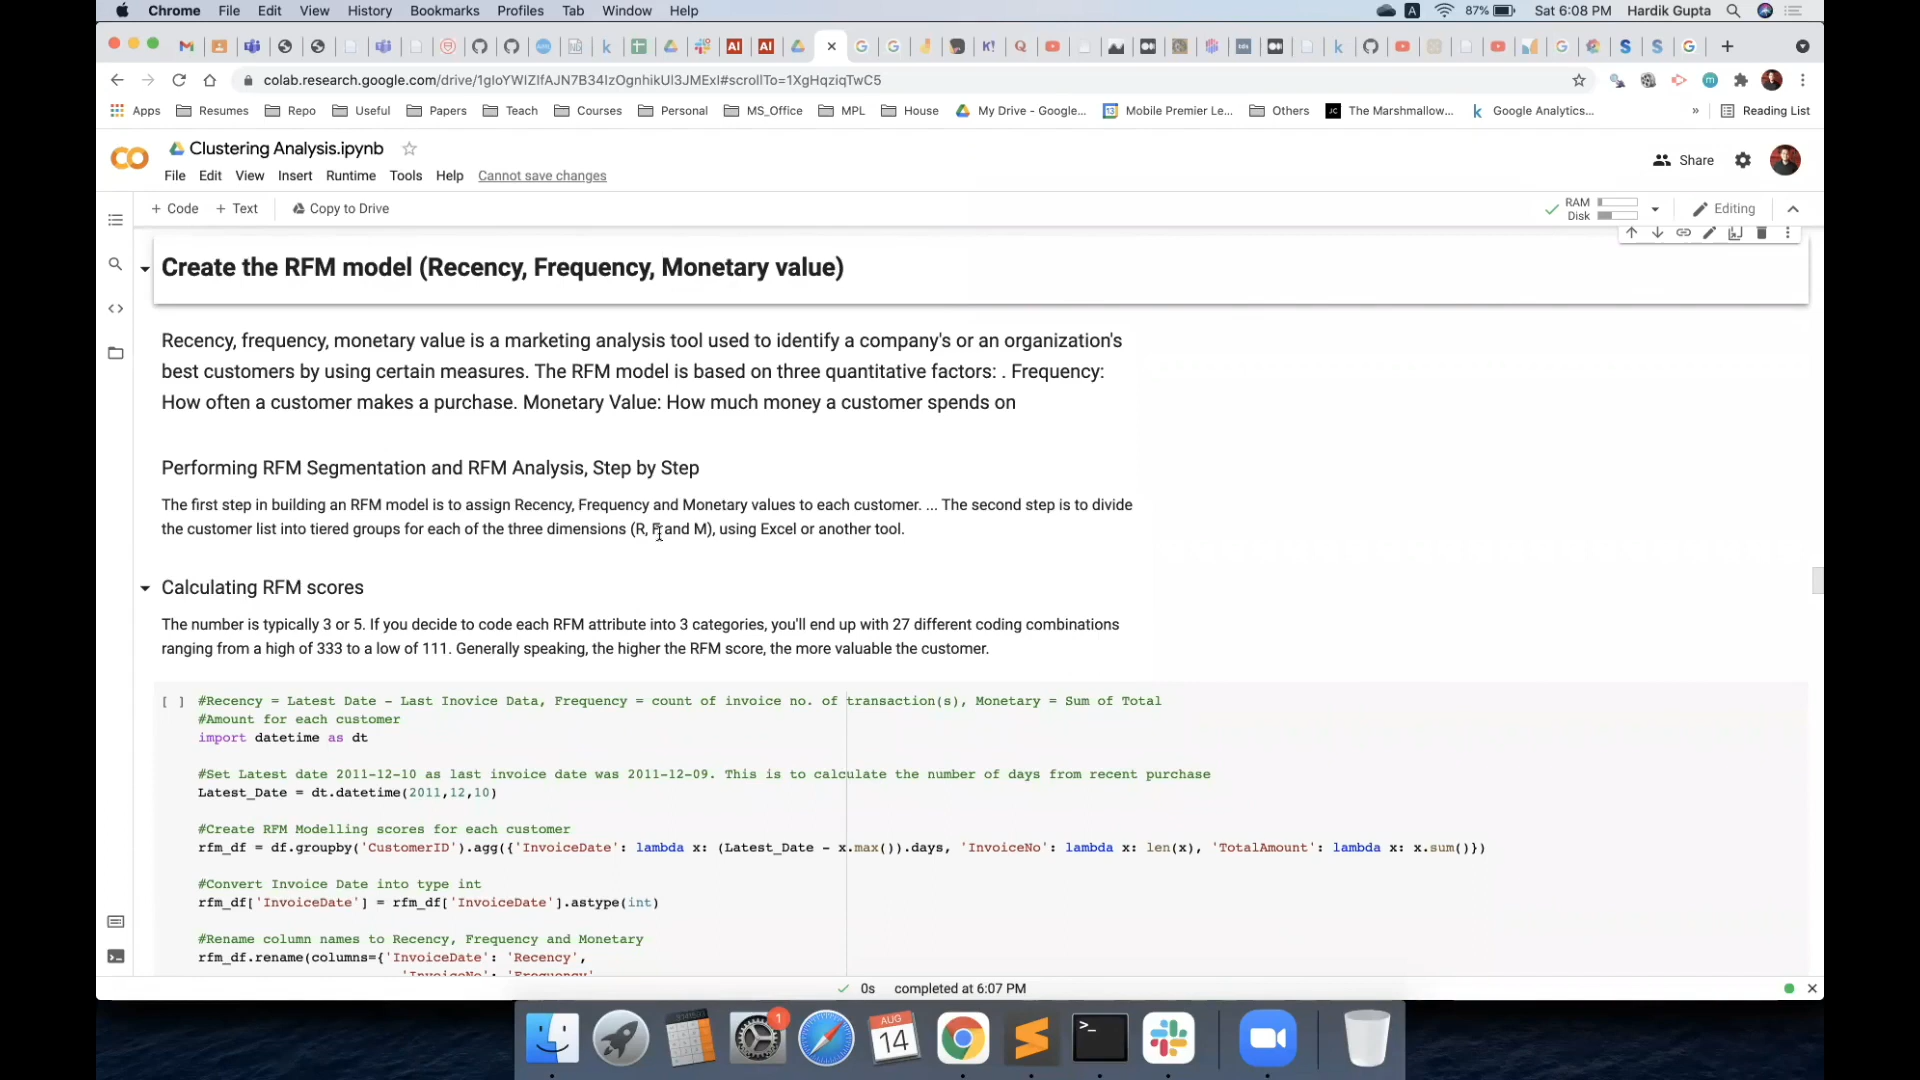 Chrome File Edit View History Bookmarks Profiles Tab Window Help 87% Sat 6:08 PM Hardik Gupta
colab.research.google.com/drive/1gIoYWIZIfAJN7B34IzOgnhikUl3JMExI#scrollTo=1XgHqziqTwC5
Apps Resumes Repo Useful Papers Teach Courses Personal MS_Office MPL House My Drive - Google... Mobile Premier Le... Others The Marshmallow... Google Analytics... » Reading List
Clustering Analysis.ipynb
Share
File Edit View Insert Runtime Tools Help Cannot save changes
+ Code + Text Copy to Drive
RAM
Disk
Editing
Create the RFM model (Recency, Frequency, Monetary value)
Recency, frequency, monetary value is a marketing analysis tool used to identify a company's or an organization's
best customers by using certain measures. The RFM model is based on three quantitative factors: . Frequency:
How often a customer makes a purchase. Monetary Value: How much money a customer spends on
Performing RFM Segmentation and RFM Analysis, Step by Step
The first step in building an RFM model is to assign Recency, Frequency and Monetary values to each customer. ... The second step is to divide
the customer list into tiered groups for each of the three dimensions (R, F and M), using Excel or another tool.
Calculating RFM scores
The number is typically 3 or 5. If you decide to code each RFM attribute into 3 categories, you'll end up with 27 different coding combinations
ranging from a high of 333 to a low of 111. Generally speaking, the higher the RFM score, the more valuable the customer.
[ ] #Recency = Latest Date - Last Inovice Data, Frequency = count of invoice no. of transaction(s), Monetary = Sum of Total
#Amount for each customer
import datetime as dt
#Set Latest date 2011-12-10 as last invoice date was 2011-12-09. This is to calculate the number of days from recent purchase
Latest_Date = dt.datetime(2011,12,10)
#Create RFM Modelling scores for each customer
rfm_df = df.groupby('CustomerID').agg({'InvoiceDate': lambda x: (Latest_Date - x.max()).days, 'InvoiceNo': lambda x: len(x), 'TotalAmount': lambda x: x.sum()})
#Convert Invoice Date into type int
rfm_df['InvoiceDate'] = rfm_df['InvoiceDate'].astype(int)
#Rename column names to Recency, Frequency and Monetary
rfm_df.rename(columns={'InvoiceDate': 'Recency',
'InvoiceNo': 'Frequency'
0s completed at 6:07 PM
1
AUG
14